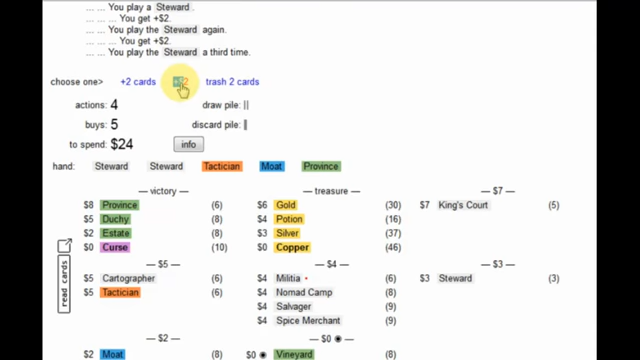 ... ... You play a Steward.
... ... ... You get +$2.
... ... You play the Steward again.
... ... ... You get +$2.
... ... You play the Steward a third time.
choose one> +2 cards trash 2 cards
actions: 4 draw pile: ||
buys: 5 discard pile: |
to spend: $24 info
hand: Steward Steward Tactician Moat Province
— victory — — treasure — — $7 —
$8 Province (6) $6 Gold (30) $7 King's Court (5)
$5 Duchy (8) $4 Potion (16)
$2 Estate (8) $3 Silver (37)
$0 Curse (10) $0 Copper (46)
read cards
— $5 — — $4 — — $3 —
$5 Cartographer (6) $4 Militia (6) $3 Steward (3)
$5 Tactician (6) $4 Nomad Camp (8)
$4 Salvager (9)
$4 Spice Merchant (9)
— $2 — — $0 ◉ —
$2 Moat (8) $0 ◉ Vineyard (8)